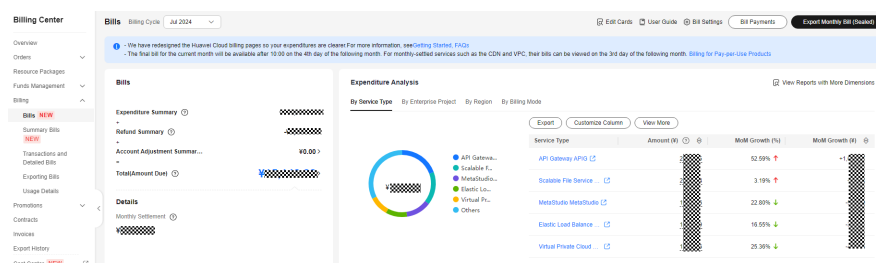 Billing Center
Bills Billing Cycle Jul 2024
Edit Cards User Guide Bill Settings Bill Payments Export Monthly Bill (Sealed)
Overview
Orders
Resource Packages
Funds Management
Billing
Bills NEW
Summary Bills
NEW
Transactions and
Detailed Bills
Exporting Bills
Usage Details
Promotions
Contracts
Invoices
Export History
Cost Center NEW
- We have redesigned the Huawei Cloud billing pages so your expenditures are clearer.For more information, seeGetting Started, FAQs
- The final bill for the current month will be available after 10:00 on the 4th day of the following month. For monthly-settled services such as the CDN and VPC, their bills can be viewed on the 3rd day of the following month. Billing for Pay-per-Use Products
Bills
Expenditure Summary
-
Refund Summary -
-
Account Adjustment Summar... ¥0.00 >
=
Total(Amount Due) ¥
Details
Monthly Settlement
¥
Expenditure Analysis
View Reports with More Dimensions
By Service Type By Enterprise Project By Region By Billing Mode
¥
API Gatewa...
Scalable F...
MetaStudio...
Elastic Lo...
Virtual Pr...
Others
Export Customize Column View More
Service Type Amount (¥) MoM Growth (%) MoM Growth (¥)
API Gateway APIG 52.59% ↑ +1.
Scalable File Service ... 3.19% ↑
MetaStudio MetaStudio 22.80% ↓
Elastic Load Balance ... 16.55% ↓
Virtual Private Cloud ... 25.36% ↓